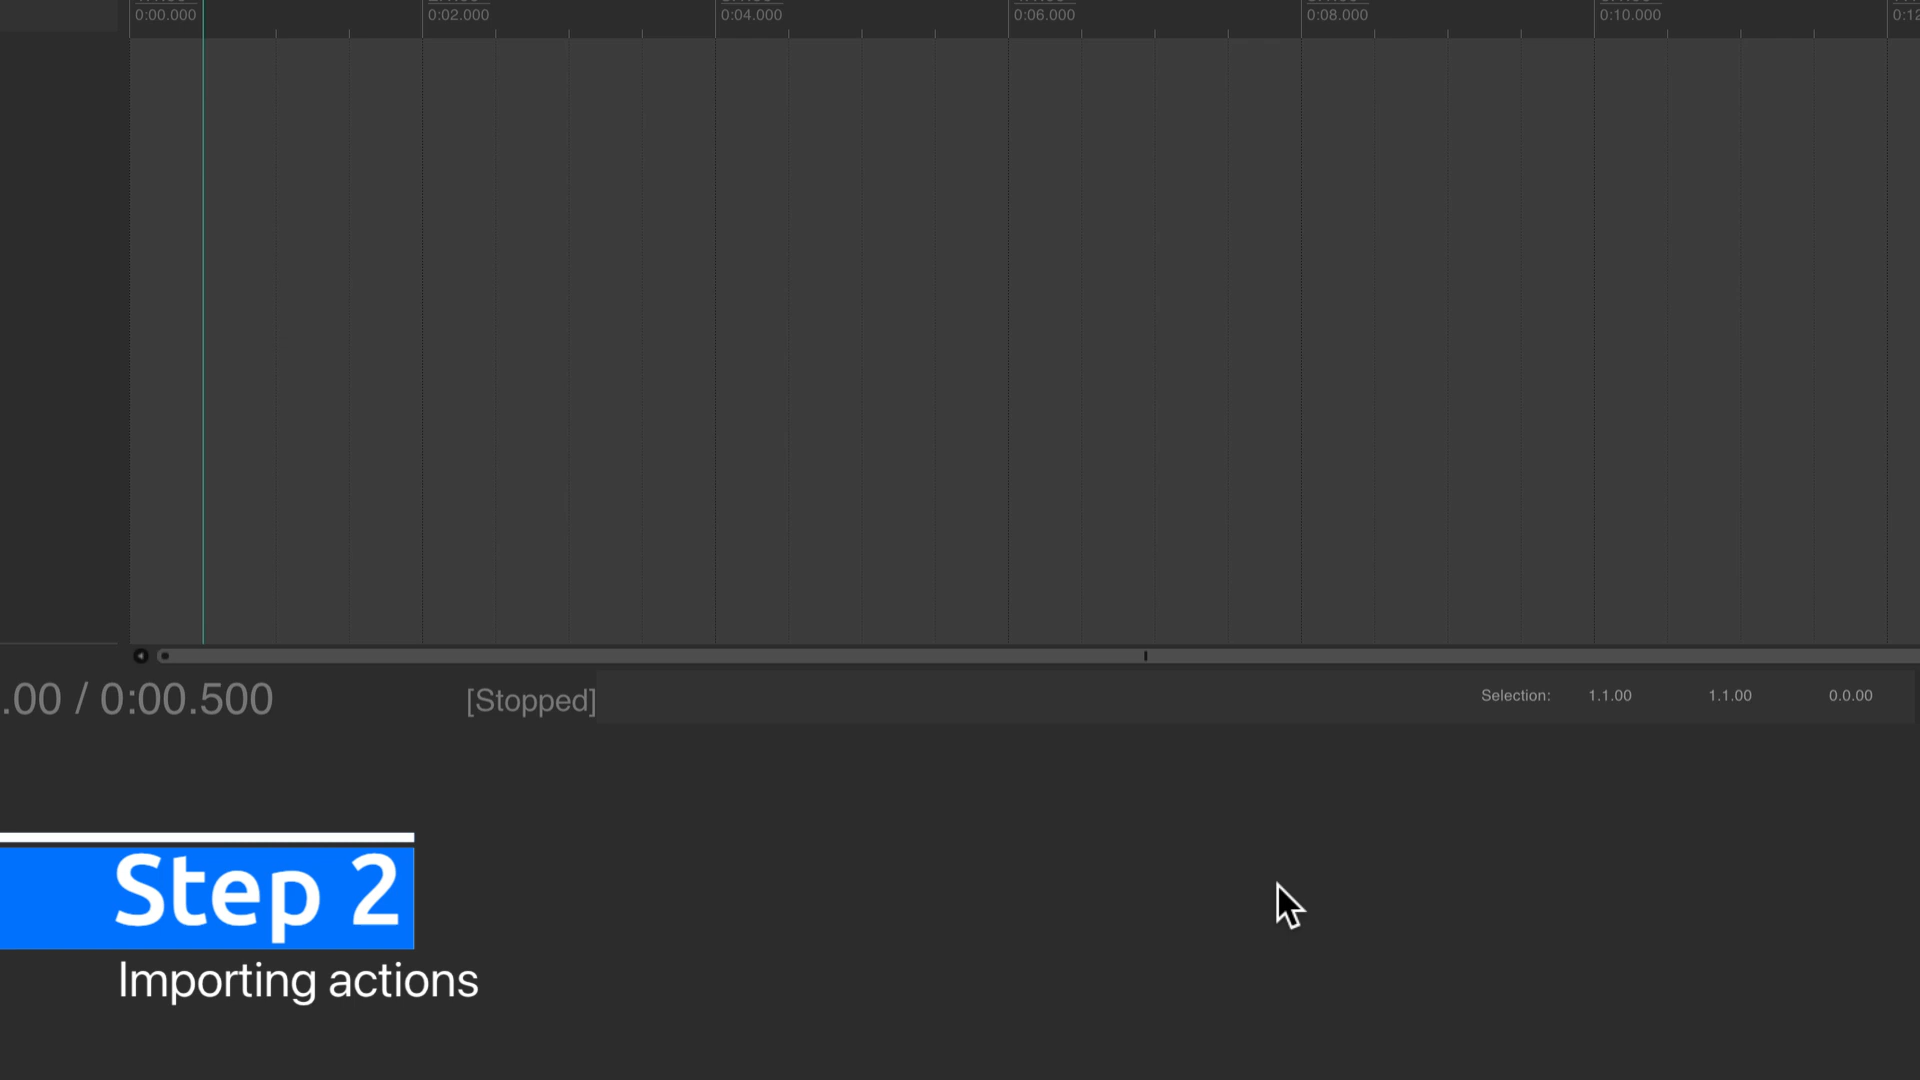 0:00.000 0:02.000 0:04.000 0:06.000 0:08.000 0:10.000
.00 / 0:00.500 [Stopped] Selection: 1.1.00 1.1.00 0.0.00
Step 2
Importing actions